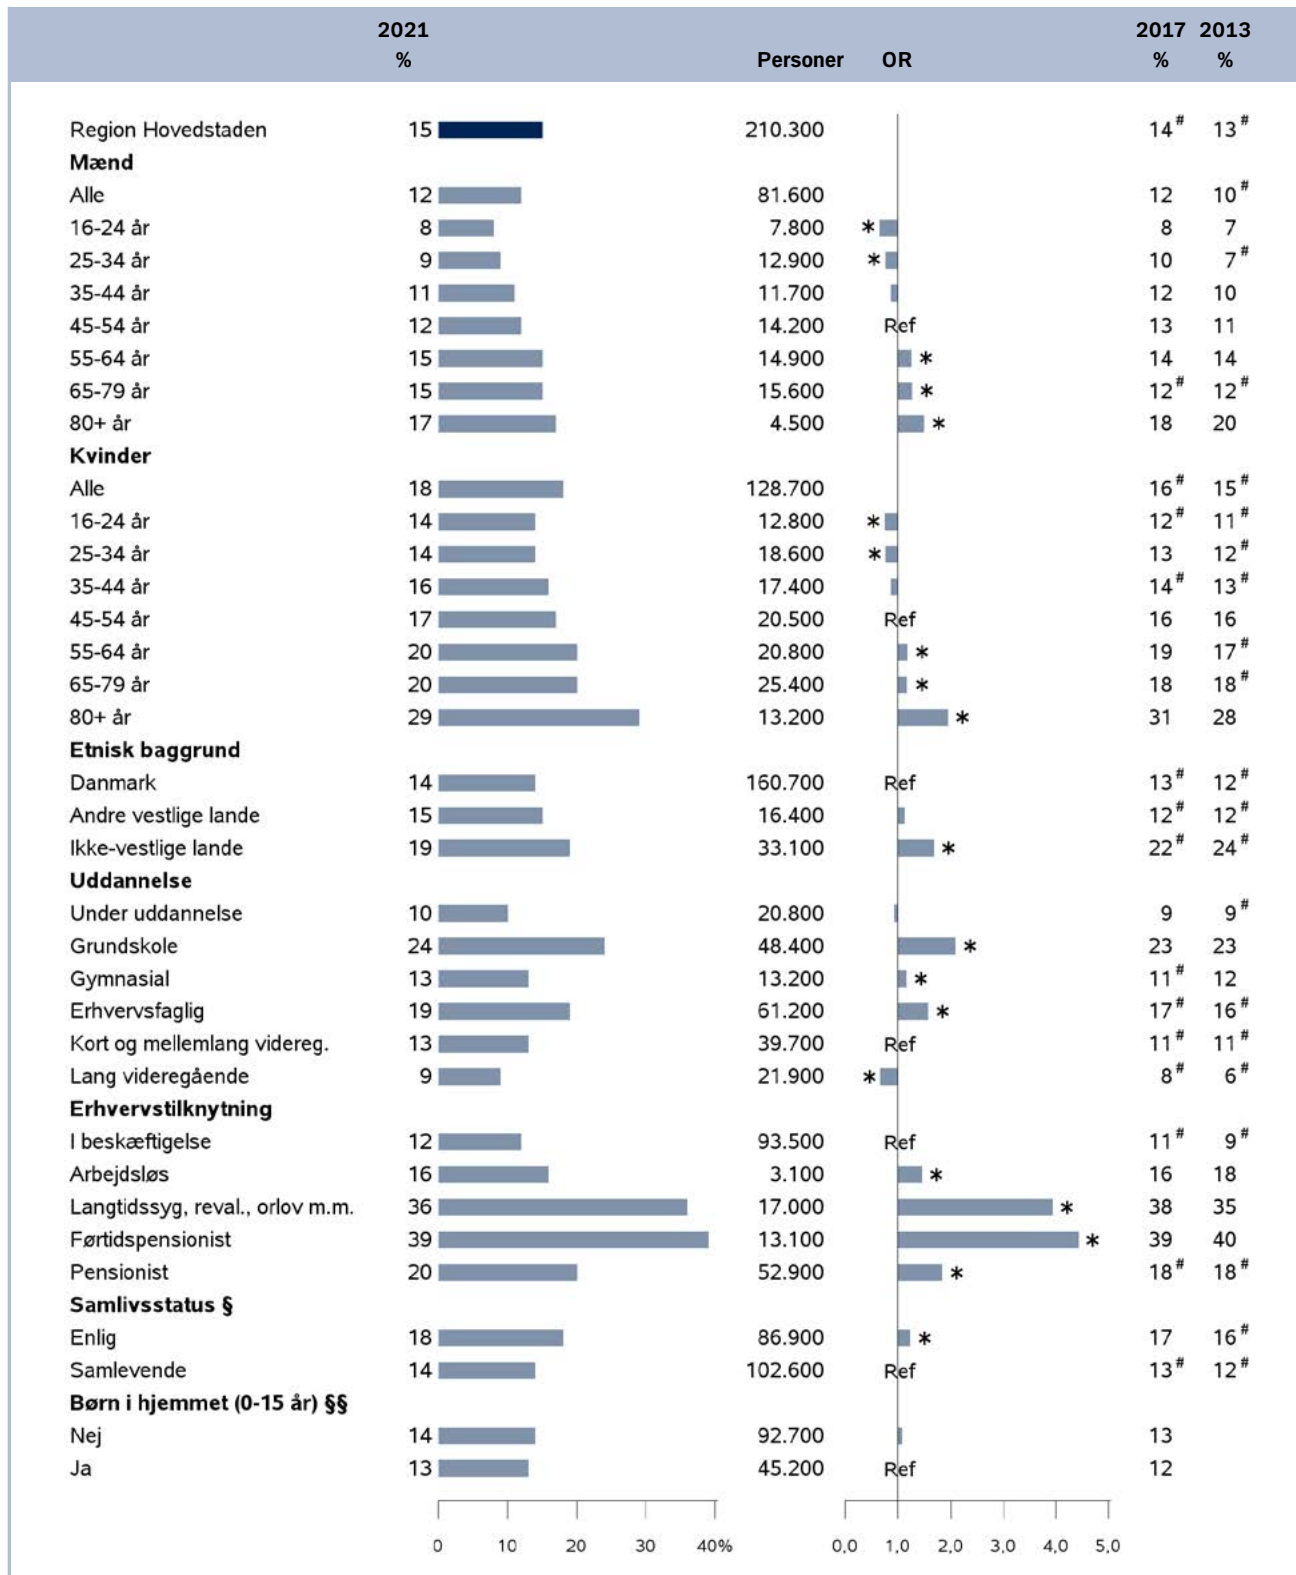 2021 2017 2013
% Personer OR % %
Region Hovedstaden 15 210.300 14# 13#
Mænd
Alle 12 81.600 12 10#
16-24 år 8 7.800 * 8 7
25-34 år 9 12.900 * 10 7#
35-44 år 11 11.700 12 10
45-54 år 12 14.200 Ref 13 11
55-64 år 15 14.900 * 14 14
65-79 år 15 15.600 * 12# 12#
80+ år 17 4.500 * 18 20
Kvinder
Alle 18 128.700 16# 15#
16-24 år 14 12.800 * 12# 11#
25-34 år 14 18.600 * 13 12#
35-44 år 16 17.400 14# 13#
45-54 år 17 20.500 Ref 16 16
55-64 år 20 20.800 * 19 17#
65-79 år 20 25.400 * 18 18#
80+ år 29 13.200 * 31 28
Etnisk baggrund
Danmark 14 160.700 Ref 13# 12#
Andre vestlige lande 15 16.400 12# 12#
Ikke-vestlige lande 19 33.100 * 22# 24#
Uddannelse
Under uddannelse 10 20.800 9 9#
Grundskole 24 48.400 * 23 23
Gymnasial 13 13.200 * 11# 12
Erhvervsfaglig 19 61.200 * 17# 16#
Kort og mellemlang videreg. 13 39.700 Ref 11# 11#
Lang videregående 9 21.900 * 8# 6#
Erhvervstilknytning
I beskæftigelse 12 93.500 Ref 11# 9#
Arbejdsløs 16 3.100 * 16 18
Langtidssyg, reval., orlov m.m. 36 17.000 * 38 35
Førtidspensionist 39 13.100 * 39 40
Pensionist 20 52.900 * 18# 18#
Samlivsstatus §
Enlig 18 86.900 * 17 16#
Samlevende 14 102.600 Ref 13# 12#
Børn i hjemmet (0-15 år) §§
Nej 14 92.700 13
Ja 13 45.200 Ref 12
0 10 20 30 40% 0,0 1,0 2,0 3,0 4,0 5,0